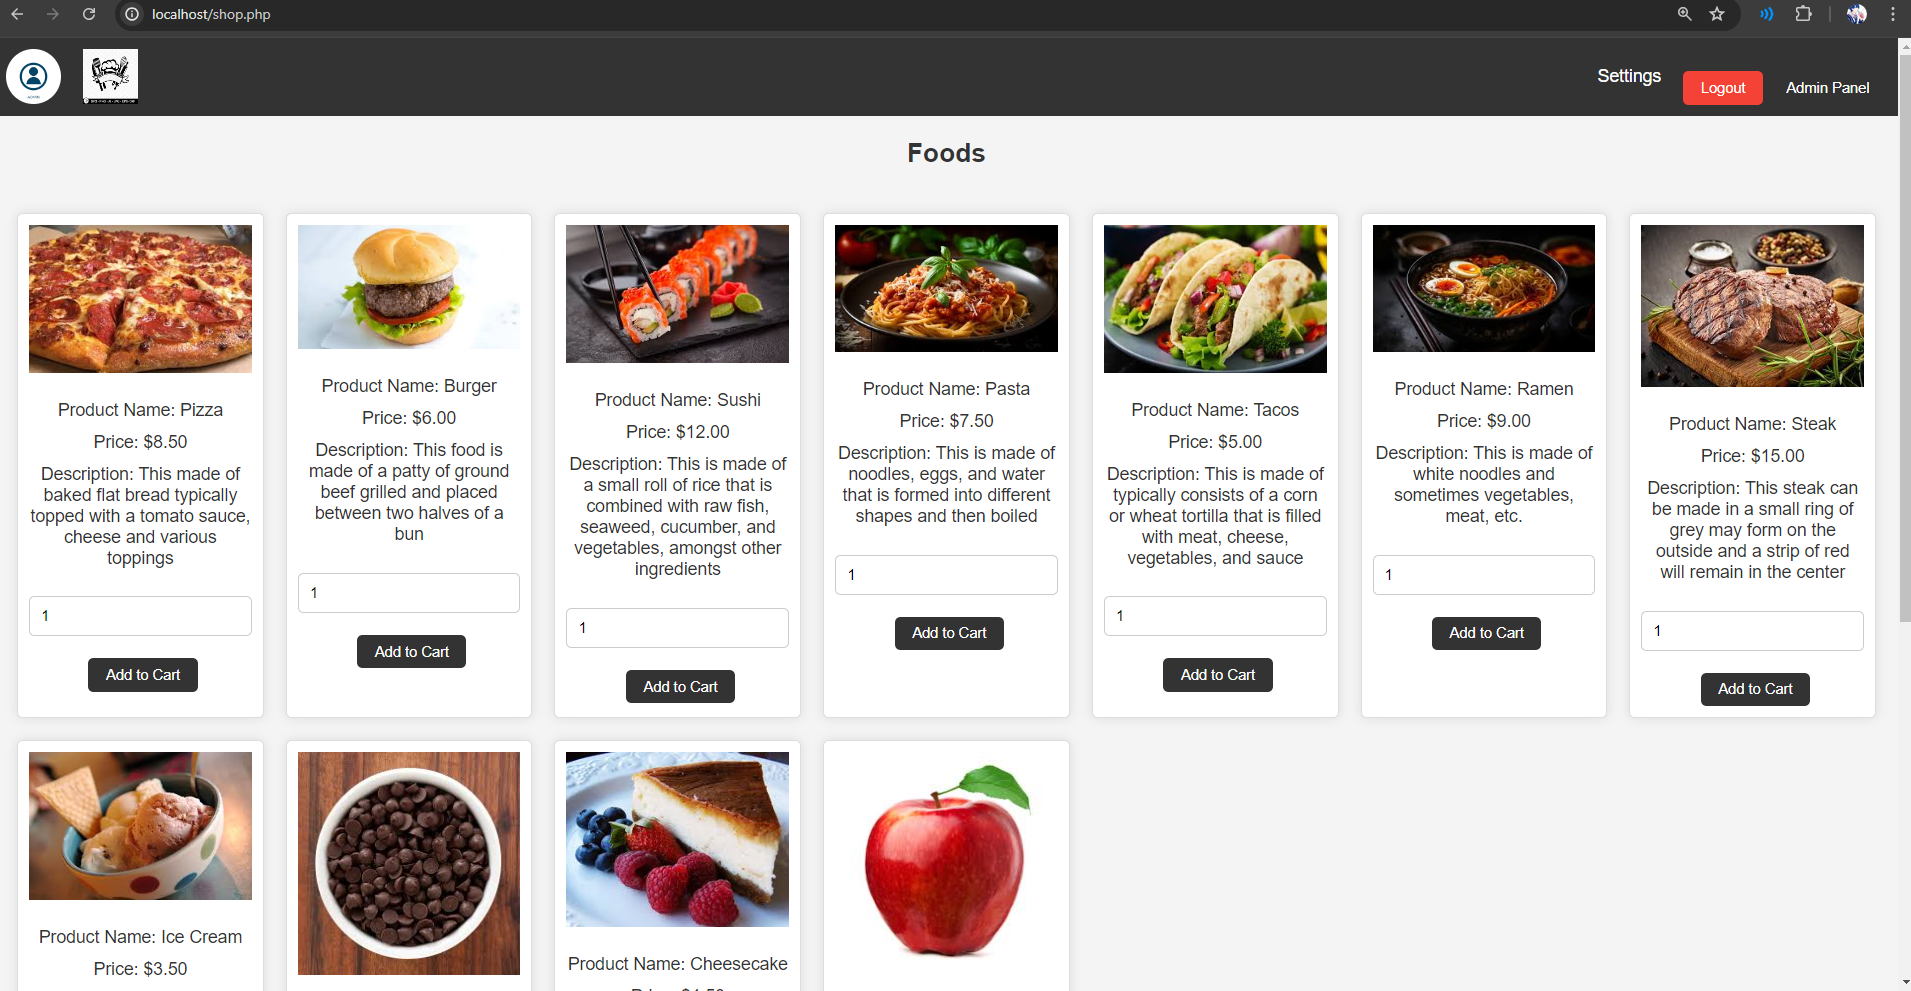 localhost/shop.php
Settings
Logout
Admin Panel
Foods
Product Name: Pizza
Price: $8.50
Description: This made of
baked flat bread typically
topped with a tomato sauce,
cheese and various
toppings
1
Add to Cart
Product Name: Burger
Price: $6.00
Description: This food is
made of a patty of ground
beef grilled and placed
between two halves of a
bun
1
Add to Cart
Product Name: Sushi
Price: $12.00
Description: This is made of
a small roll of rice that is
combined with raw fish,
seaweed, cucumber, and
vegetables, amongst other
ingredients
1
Add to Cart
Product Name: Pasta
Price: $7.50
Description: This is made of
noodles, eggs, and water
that is formed into different
shapes and then boiled
1
Add to Cart
Product Name: Tacos
Price: $5.00
Description: This is made of
typically consists of a corn
or wheat tortilla that is filled
with meat, cheese,
vegetables, and sauce
1
Add to Cart
Product Name: Ramen
Price: $9.00
Description: This is made of
white noodles and
sometimes vegetables,
meat, etc.
1
Add to Cart
Product Name: Steak
Price: $15.00
Description: This steak can
be made in a small ring of
grey may form on the
outside and a strip of red
will remain in the center
1
Add to Cart
Product Name: Ice Cream
Price: $3.50
Product Name: Cheesecake